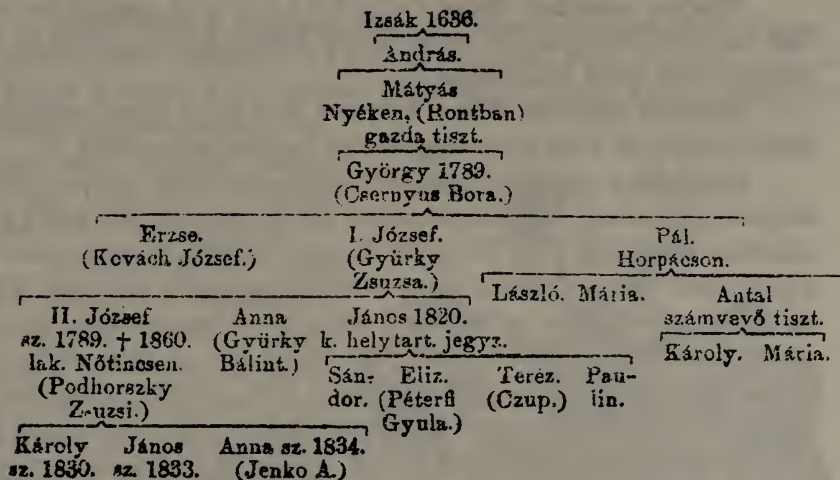 Izsák 1636.
András.
Mátyás
Nyéken, (Hontban)
gazda tiszt.
György 1789.
(Csernyus Bora.)
Erzse. I. József. Pál.
(Kovách József.) (Gyürky Horpácson.
Zsuzsa.)
László. Mária. Antal
II. József Anna János 1820. számvevő tiszt.
sz. 1789. † 1860. (Gyürky k. helytart. jegyz.
lak. Nőtincsen. Bálint.) Károly. Mária.
(Podhorszky Sán- Eliz. Teréz. Pau-
Zsuzsi.) dor. (Péterfi (Czup.) lin.
Gyula.)
Károly János Anna sz. 1834.
sz. 1830. sz. 1833. (Jenko A.)